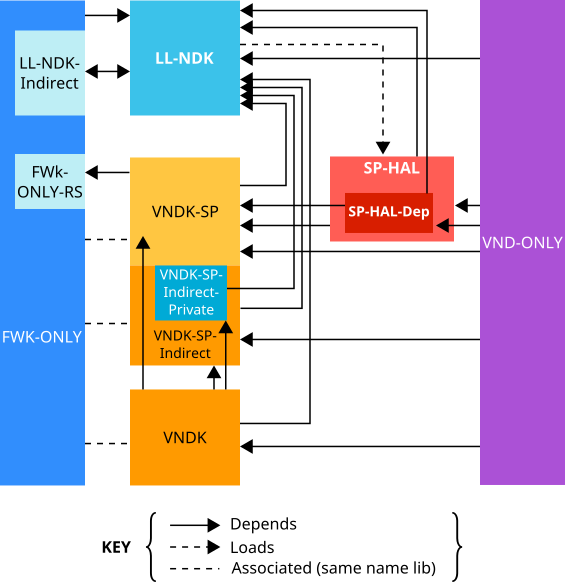 LL-NDK
LL-NDK-
Indirect
FWk-
ONLY-RS
SP-HAL
SP-HAL-Dep
VNDK-SP
VND-ONLY
VNDK-SP-
Indirect-
Private
FWK-ONLY
VNDK-SP-
Indirect
VNDK
KEY
Depends
Loads
Associated (same name lib)